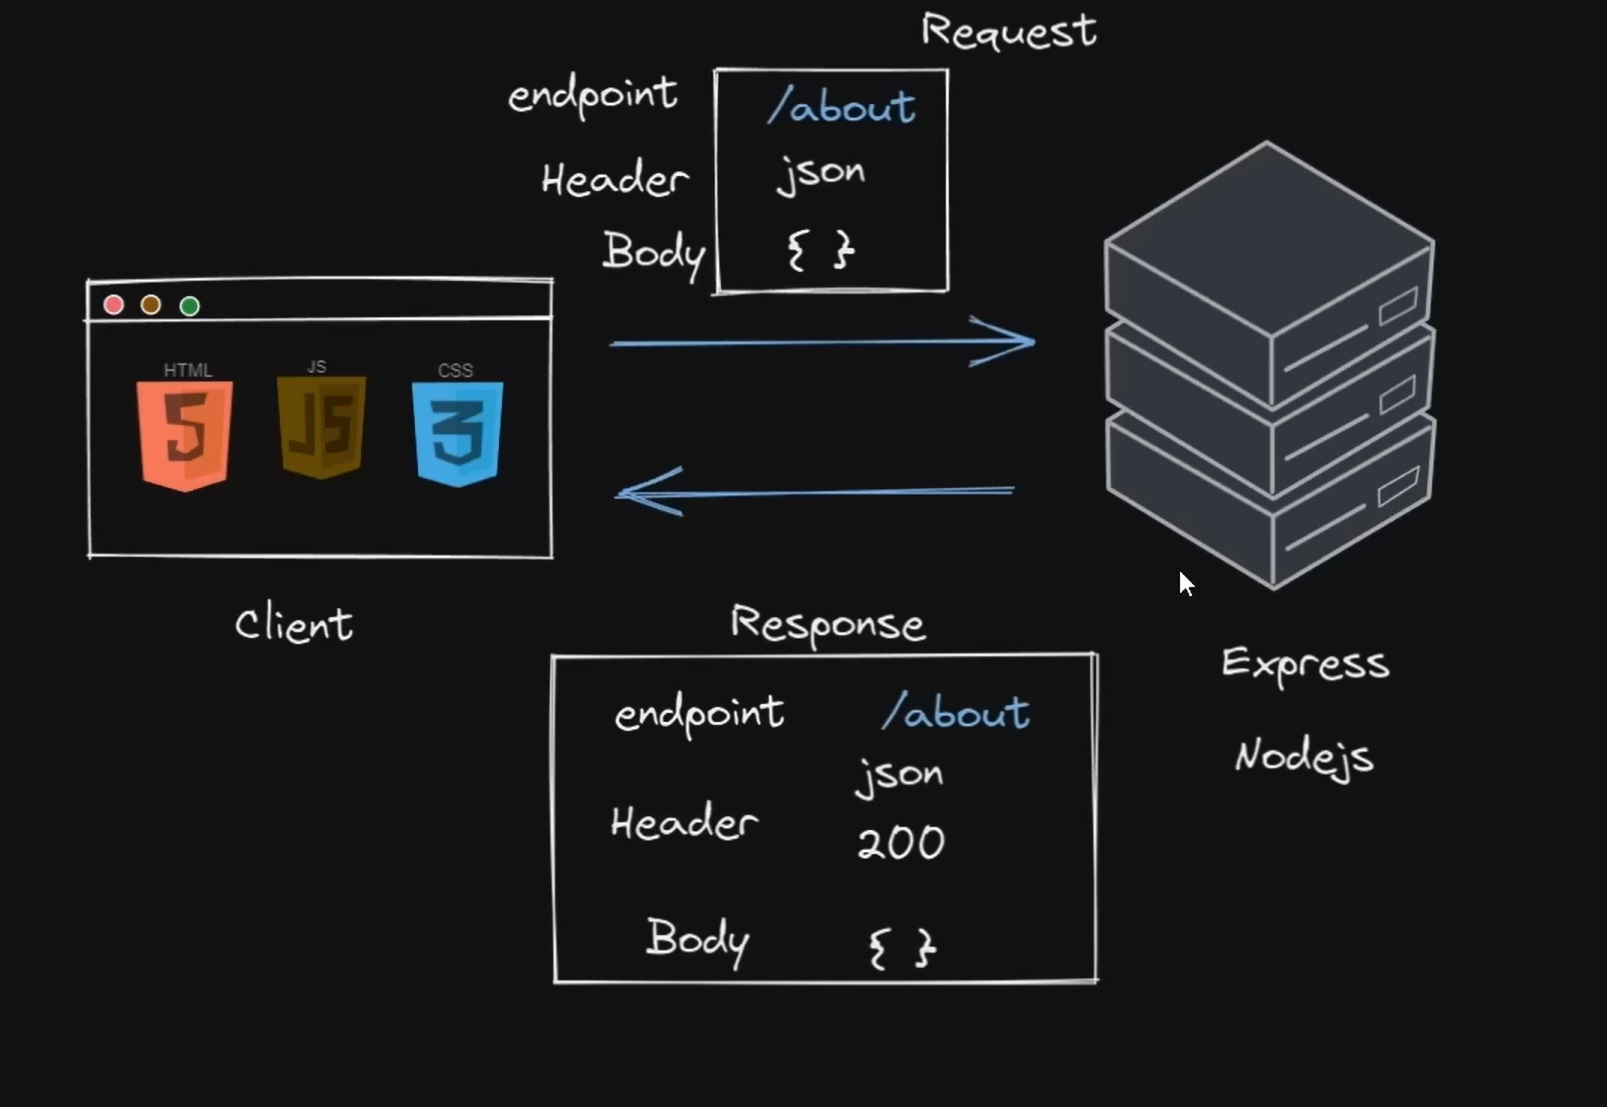 Request
endpoint /about
Header json
Body { }
HTML JS CSS
5 JS 3
Client
Response
endpoint /about
json
Header
200
Body { }
Express
Nodejs